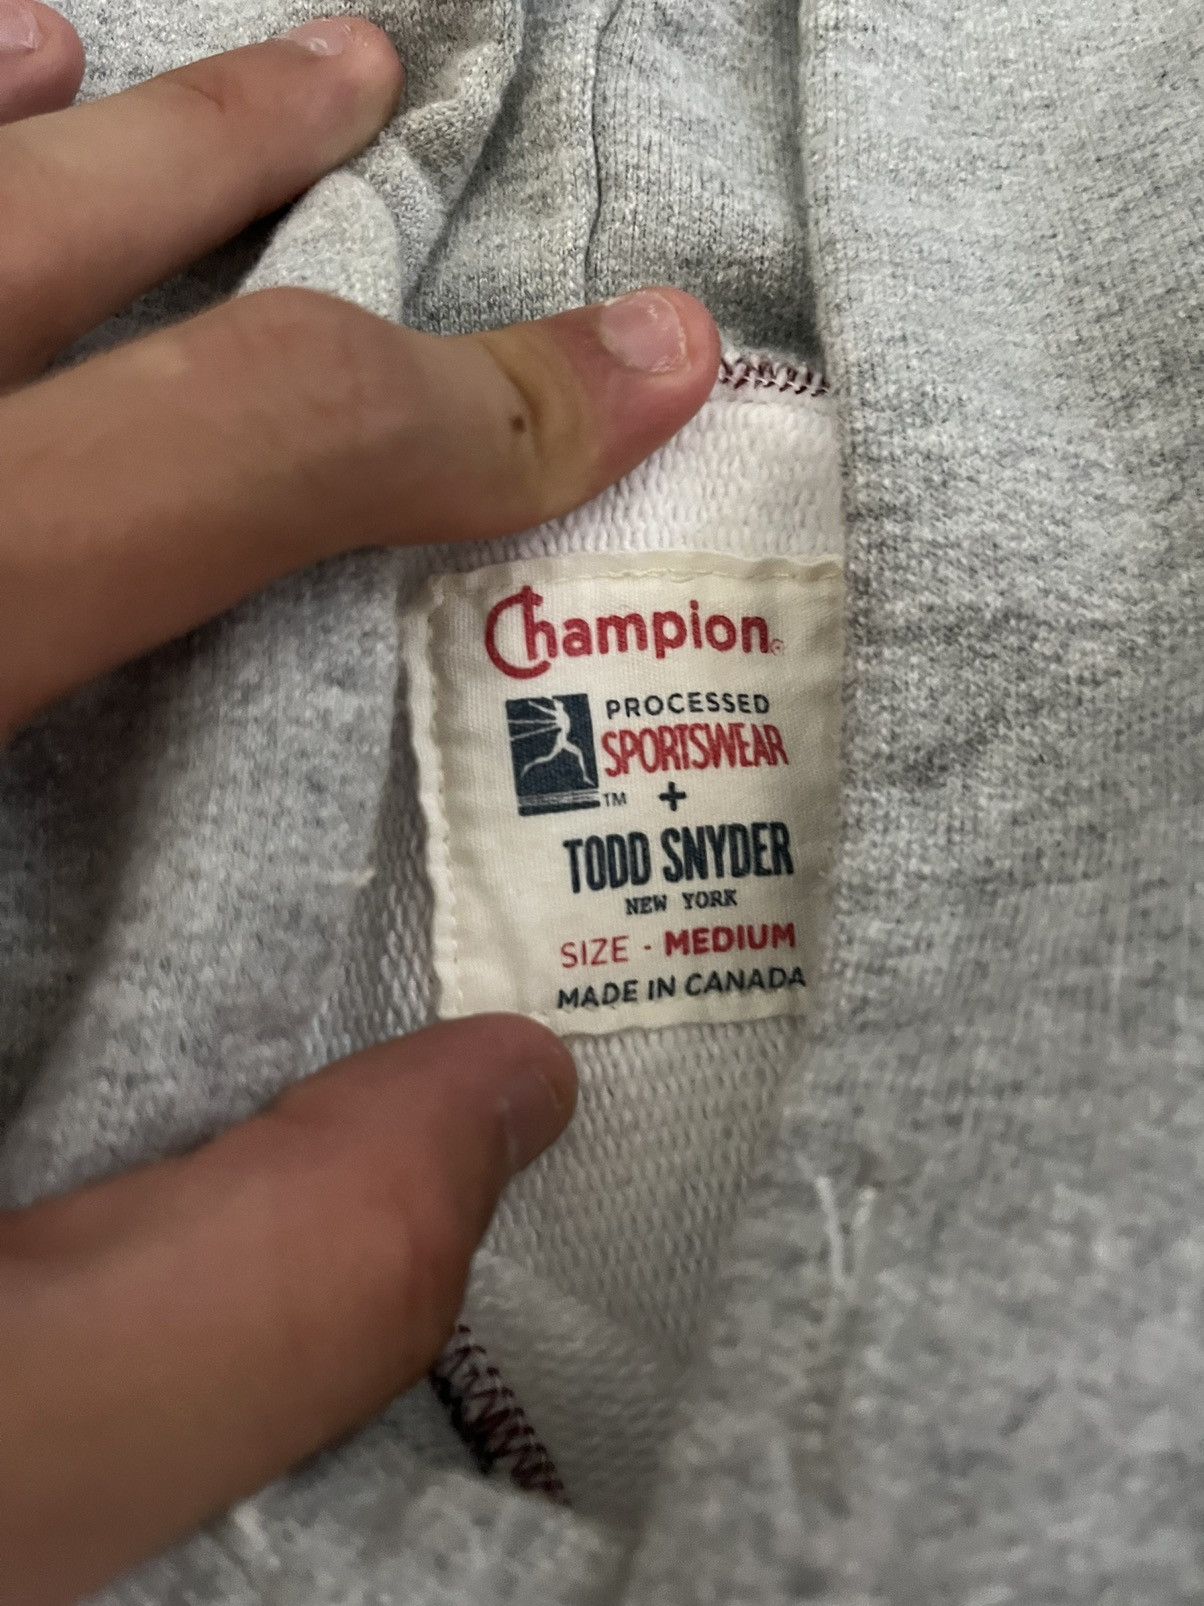 Champion®
PROCESSED
SPORTSWEAR
TM +
TODD SNYDER
NEW YORK
SIZE - MEDIUM
MADE IN CANADA